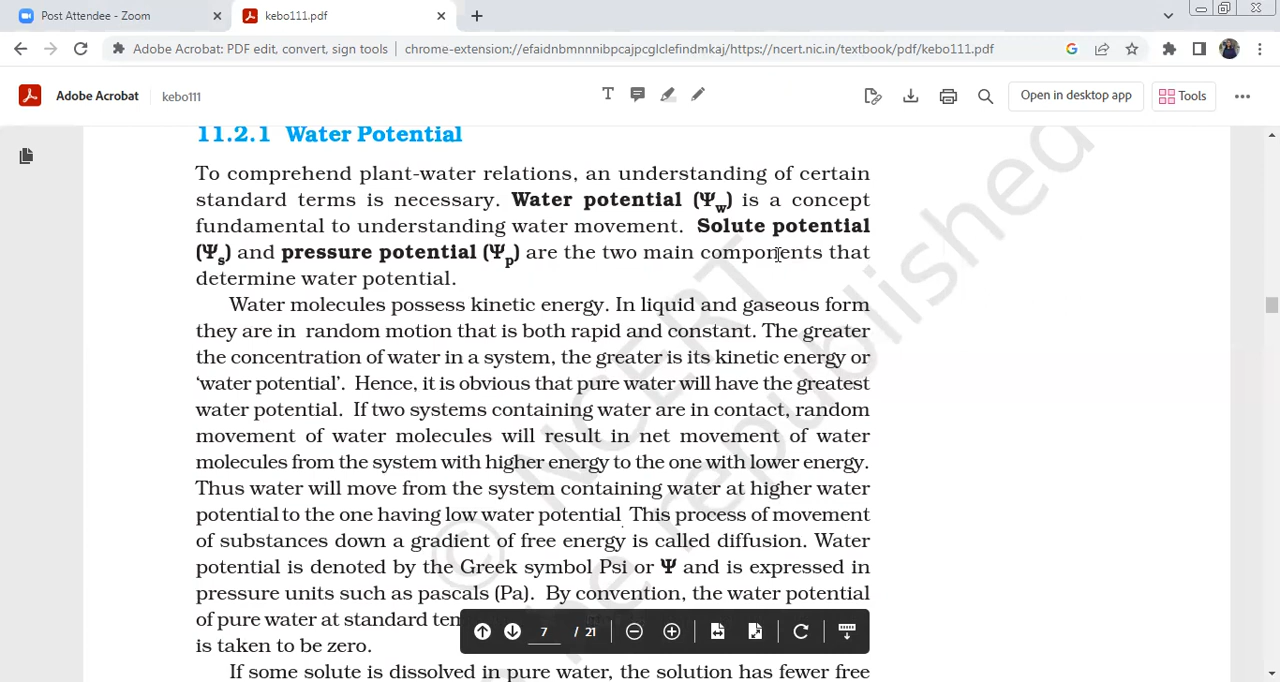 Post Attendee - Zoom
kebo111.pdf
Adobe Acrobat: PDF edit, convert, sign tools | chrome-extension://efaidnbmnnnibpcajpcglclefindmkaj/https://ncert.nic.in/textbook/pdf/kebo111.pdf
Adobe Acrobat kebo111
Open in desktop app
Tools
11.2.1 Water Potential
To comprehend plant-water relations, an understanding of certain
standard terms is necessary. Water potential (Ψw) is a concept
fundamental to understanding water movement. Solute potential
(Ψs) and pressure potential (Ψp) are the two main components that
determine water potential.
Water molecules possess kinetic energy. In liquid and gaseous form
they are in random motion that is both rapid and constant. The greater
the concentration of water in a system, the greater is its kinetic energy or
‘water potential’. Hence, it is obvious that pure water will have the greatest
water potential. If two systems containing water are in contact, random
movement of water molecules will result in net movement of water
molecules from the system with higher energy to the one with lower energy.
Thus water will move from the system containing water at higher water
potential to the one having low water potential. This process of movement
of substances down a gradient of free energy is called diffusion. Water
potential is denoted by the Greek symbol Psi or Ψ and is expressed in
pressure units such as pascals (Pa). By convention, the water potential
of pure water at standard
is taken to be zero.
If some solute is dissolved in pure water, the solution has fewer free
7 / 21
© NCERT
be republished